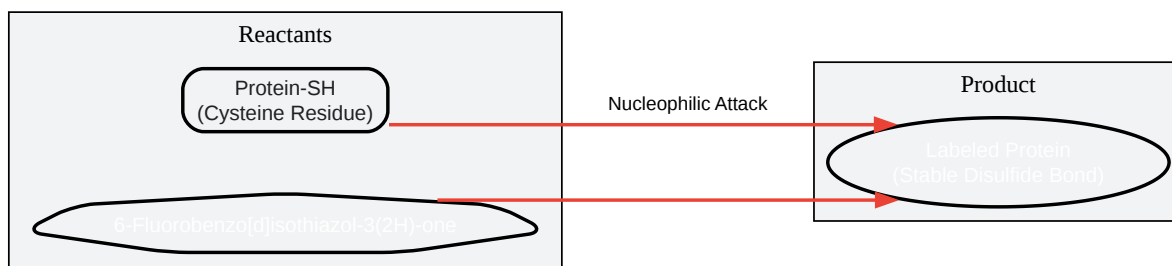 Reactants
Protein-SH
(Cysteine Residue)
6-Fluorobenzo[d]isothiazol-3(2H)-one
Nucleophilic Attack
Product
Labeled Protein
(Stable Disulfide Bond)